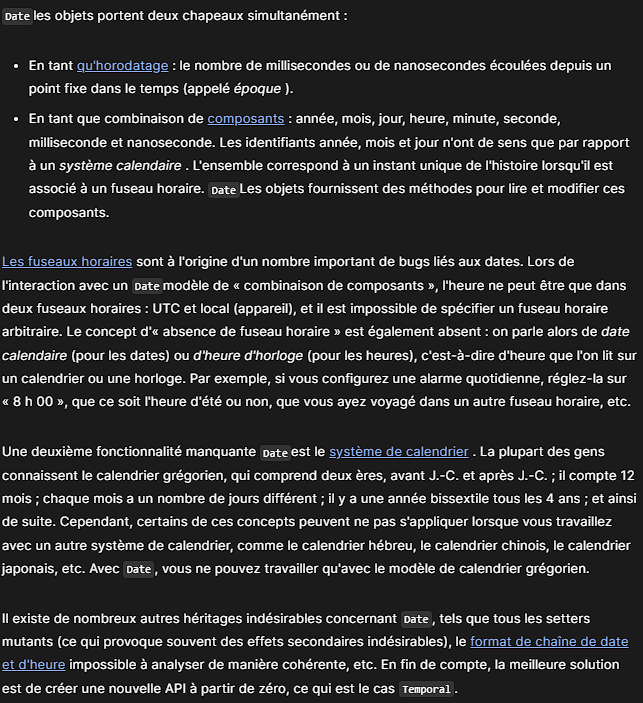 Date les objets portent deux chapeaux simultanément :
En tant qu'horodatage : le nombre de millisecondes ou de nanosecondes écoulées depuis un
point fixe dans le temps (appelé époque ).
En tant que combinaison de composants : année, mois, jour, heure, minute, seconde,
milliseconde et nanoseconde. Les identifiants année, mois et jour n'ont de sens que par rapport
à un système calendaire . L'ensemble correspond à un instant unique de l'histoire lorsqu'il est
associé à un fuseau horaire. Date Les objets fournissent des méthodes pour lire et modifier ces
composants.
Les fuseaux horaires sont à l'origine d'un nombre important de bugs liés aux dates. Lors de
l'interaction avec un Date modèle de « combinaison de composants », l'heure ne peut être que dans
deux fuseaux horaires : UTC et local (appareil), et il est impossible de spécifier un fuseau horaire
arbitraire. Le concept d'« absence de fuseau horaire » est également absent : on parle alors de date
calendaire (pour les dates) ou d'heure d'horloge (pour les heures), c'est-à-dire d'heure que l'on lit sur
un calendrier ou une horloge. Par exemple, si vous configurez une alarme quotidienne, réglez-la sur
« 8 h 00 », que ce soit l'heure d'été ou non, que vous ayez voyagé dans un autre fuseau horaire, etc.
Une deuxième fonctionnalité manquante Date est le système de calendrier . La plupart des gens
connaissent le calendrier grégorien, qui comprend deux ères, avant J.-C. et après J.-C. ; il compte 12
mois ; chaque mois a un nombre de jours différent ; il y a une année bissextile tous les 4 ans ; et ainsi
de suite. Cependant, certains de ces concepts peuvent ne pas s'appliquer lorsque vous travaillez
avec un autre système de calendrier, comme le calendrier hébreu, le calendrier chinois, le calendrier
japonais, etc. Avec Date , vous ne pouvez travailler qu'avec le modèle de calendrier grégorien.
Il existe de nombreux autres héritages indésirables concernant Date , tels que tous les setters
mutants (ce qui provoque souvent des effets secondaires indésirables), le format de chaîne de date
et d'heure impossible à analyser de manière cohérente, etc. En fin de compte, la meilleure solution
est de créer une nouvelle API à partir de zéro, ce qui est le cas Temporal .